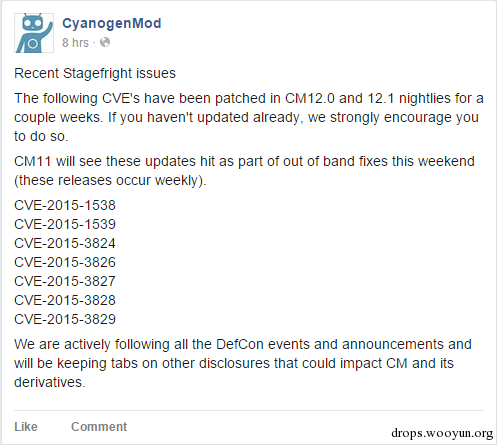 CyanogenMod
8 hrs ·
Recent Stagefright issues
The following CVE's have been patched in CM12.0 and 12.1 nightlies for a
couple weeks. If you haven't updated already, we strongly encourage you
to do so.
CM11 will see these updates hit as part of out of band fixes this weekend
(these releases occur weekly).
CVE-2015-1538
CVE-2015-1539
CVE-2015-3824
CVE-2015-3826
CVE-2015-3827
CVE-2015-3828
CVE-2015-3829
We are actively following all the DefCon events and announcements and
will be keeping tabs on other disclosures that could impact CM and its
derivatives.
Like Comment
drops.wooyun.org